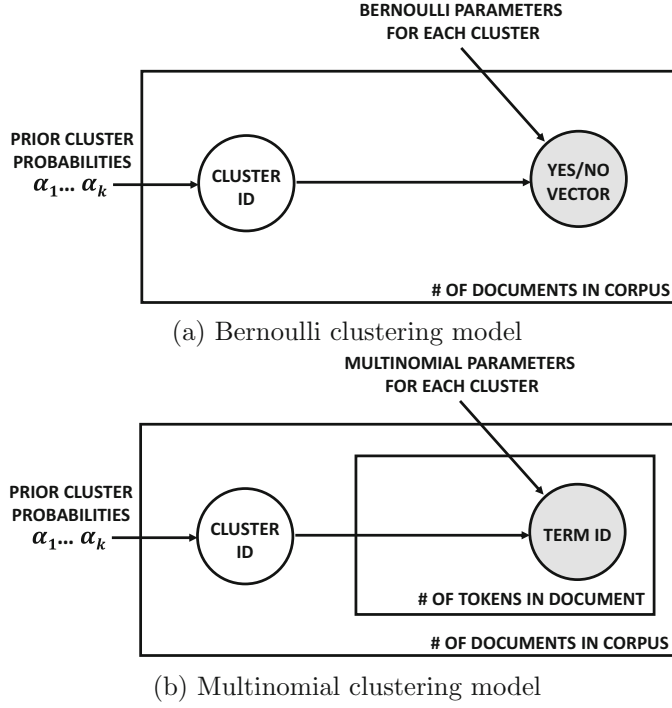 BERNOULLI PARAMETERS
FOR EACH CLUSTER
PRIOR CLUSTER
PROBABILITIES
α₁... αₖ
CLUSTER
ID
YES/NO
VECTOR
# OF DOCUMENTS IN CORPUS
(a) Bernoulli clustering model
MULTINOMIAL PARAMETERS
FOR EACH CLUSTER
PRIOR CLUSTER
PROBABILITIES
α₁... αₖ
CLUSTER
ID
TERM ID
# OF TOKENS IN DOCUMENT
# OF DOCUMENTS IN CORPUS
(b) Multinomial clustering model